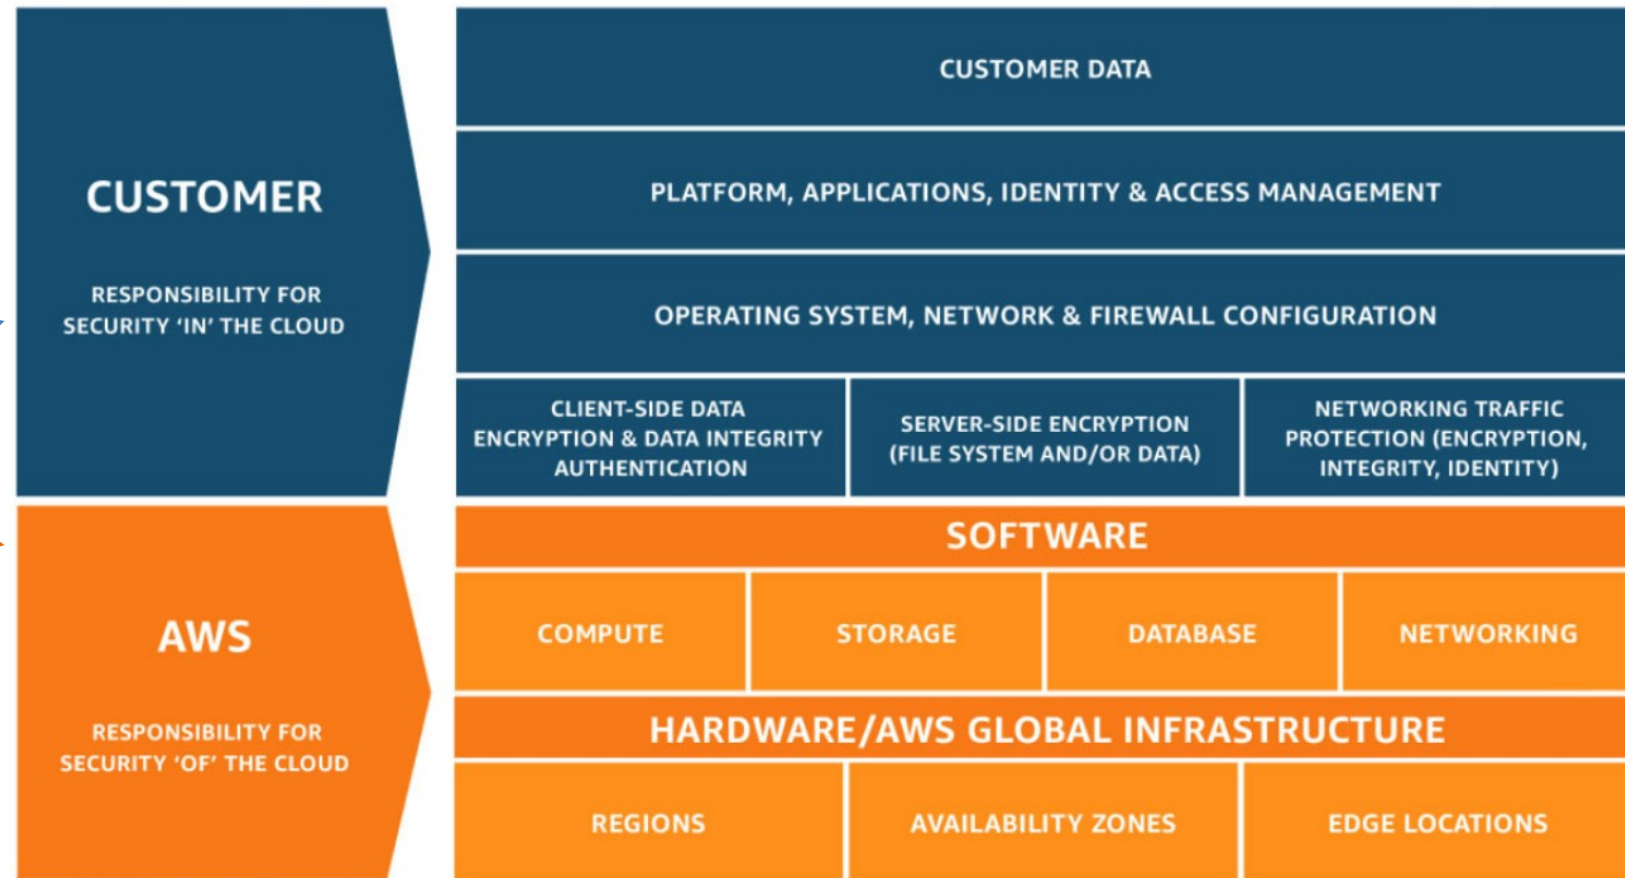 CUSTOMER
RESPONSIBILITY FOR
SECURITY ‘IN’ THE CLOUD
CUSTOMER DATA
PLATFORM, APPLICATIONS, IDENTITY & ACCESS MANAGEMENT
OPERATING SYSTEM, NETWORK & FIREWALL CONFIGURATION
CLIENT-SIDE DATA
ENCRYPTION & DATA INTEGRITY
AUTHENTICATION
SERVER-SIDE ENCRYPTION
(FILE SYSTEM AND/OR DATA)
NETWORKING TRAFFIC
PROTECTION (ENCRYPTION,
INTEGRITY, IDENTITY)
AWS
RESPONSIBILITY FOR
SECURITY ‘OF’ THE CLOUD
SOFTWARE
COMPUTE
STORAGE
DATABASE
NETWORKING
HARDWARE/AWS GLOBAL INFRASTRUCTURE
REGIONS
AVAILABILITY ZONES
EDGE LOCATIONS